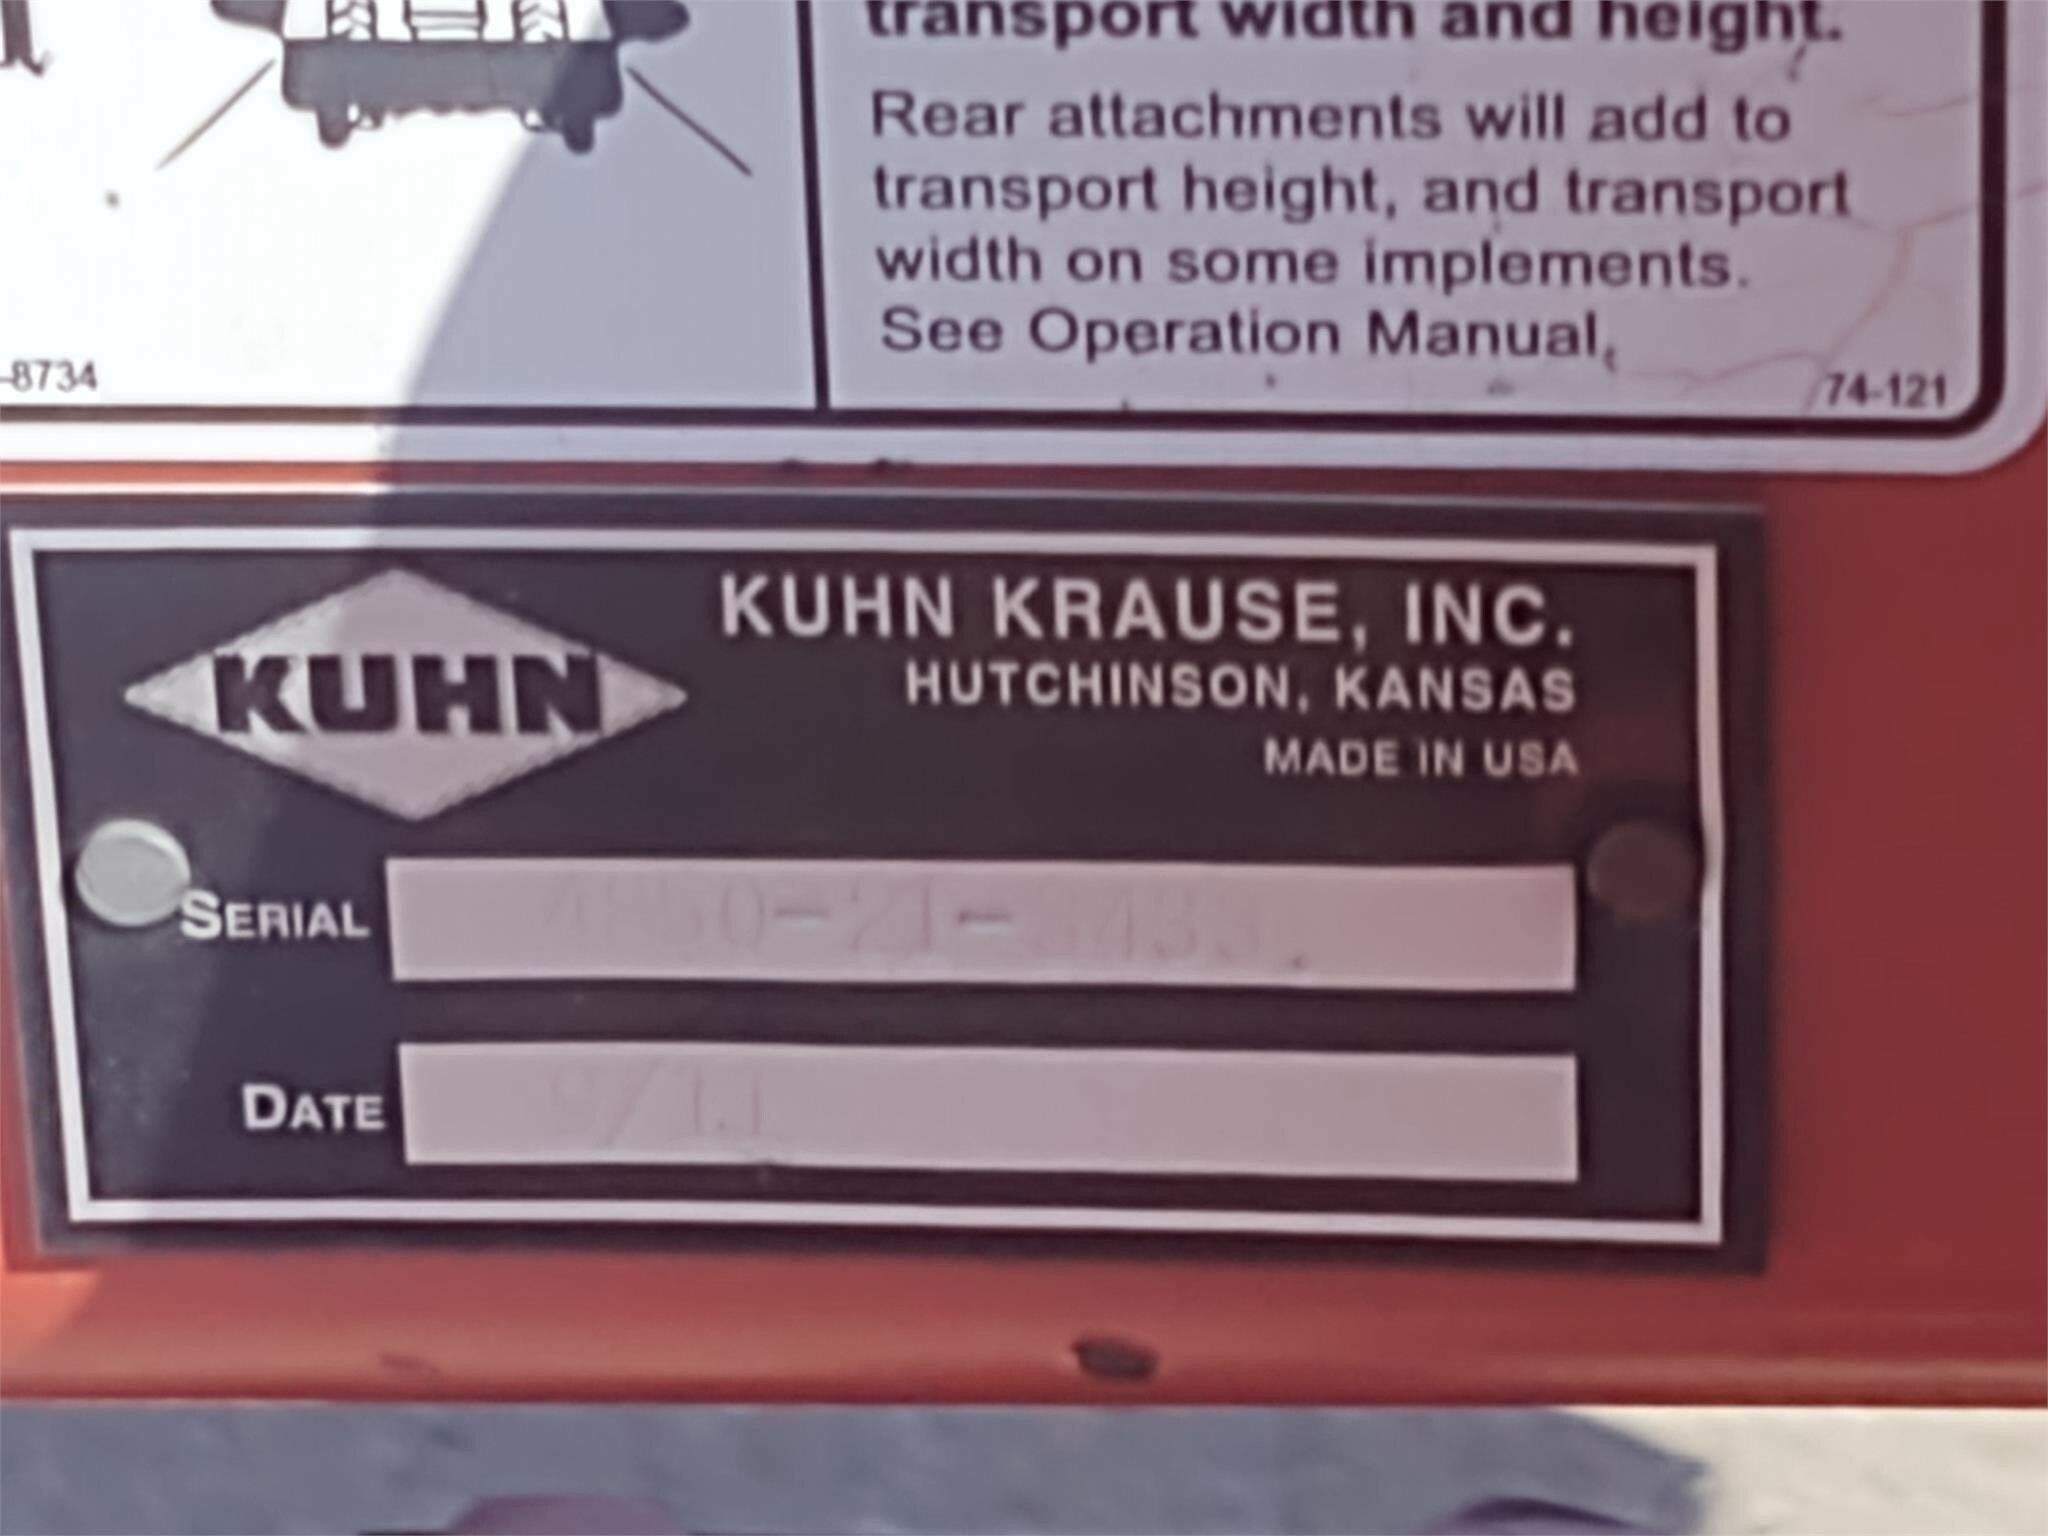 transport width and height.
Rear attachments will add to
transport height, and transport
width on some implements.
See Operation Manual.
-8734
74-121
KUHN
KUHN KRAUSE, INC.
HUTCHINSON, KANSAS
MADE IN USA
SERIAL
DATE